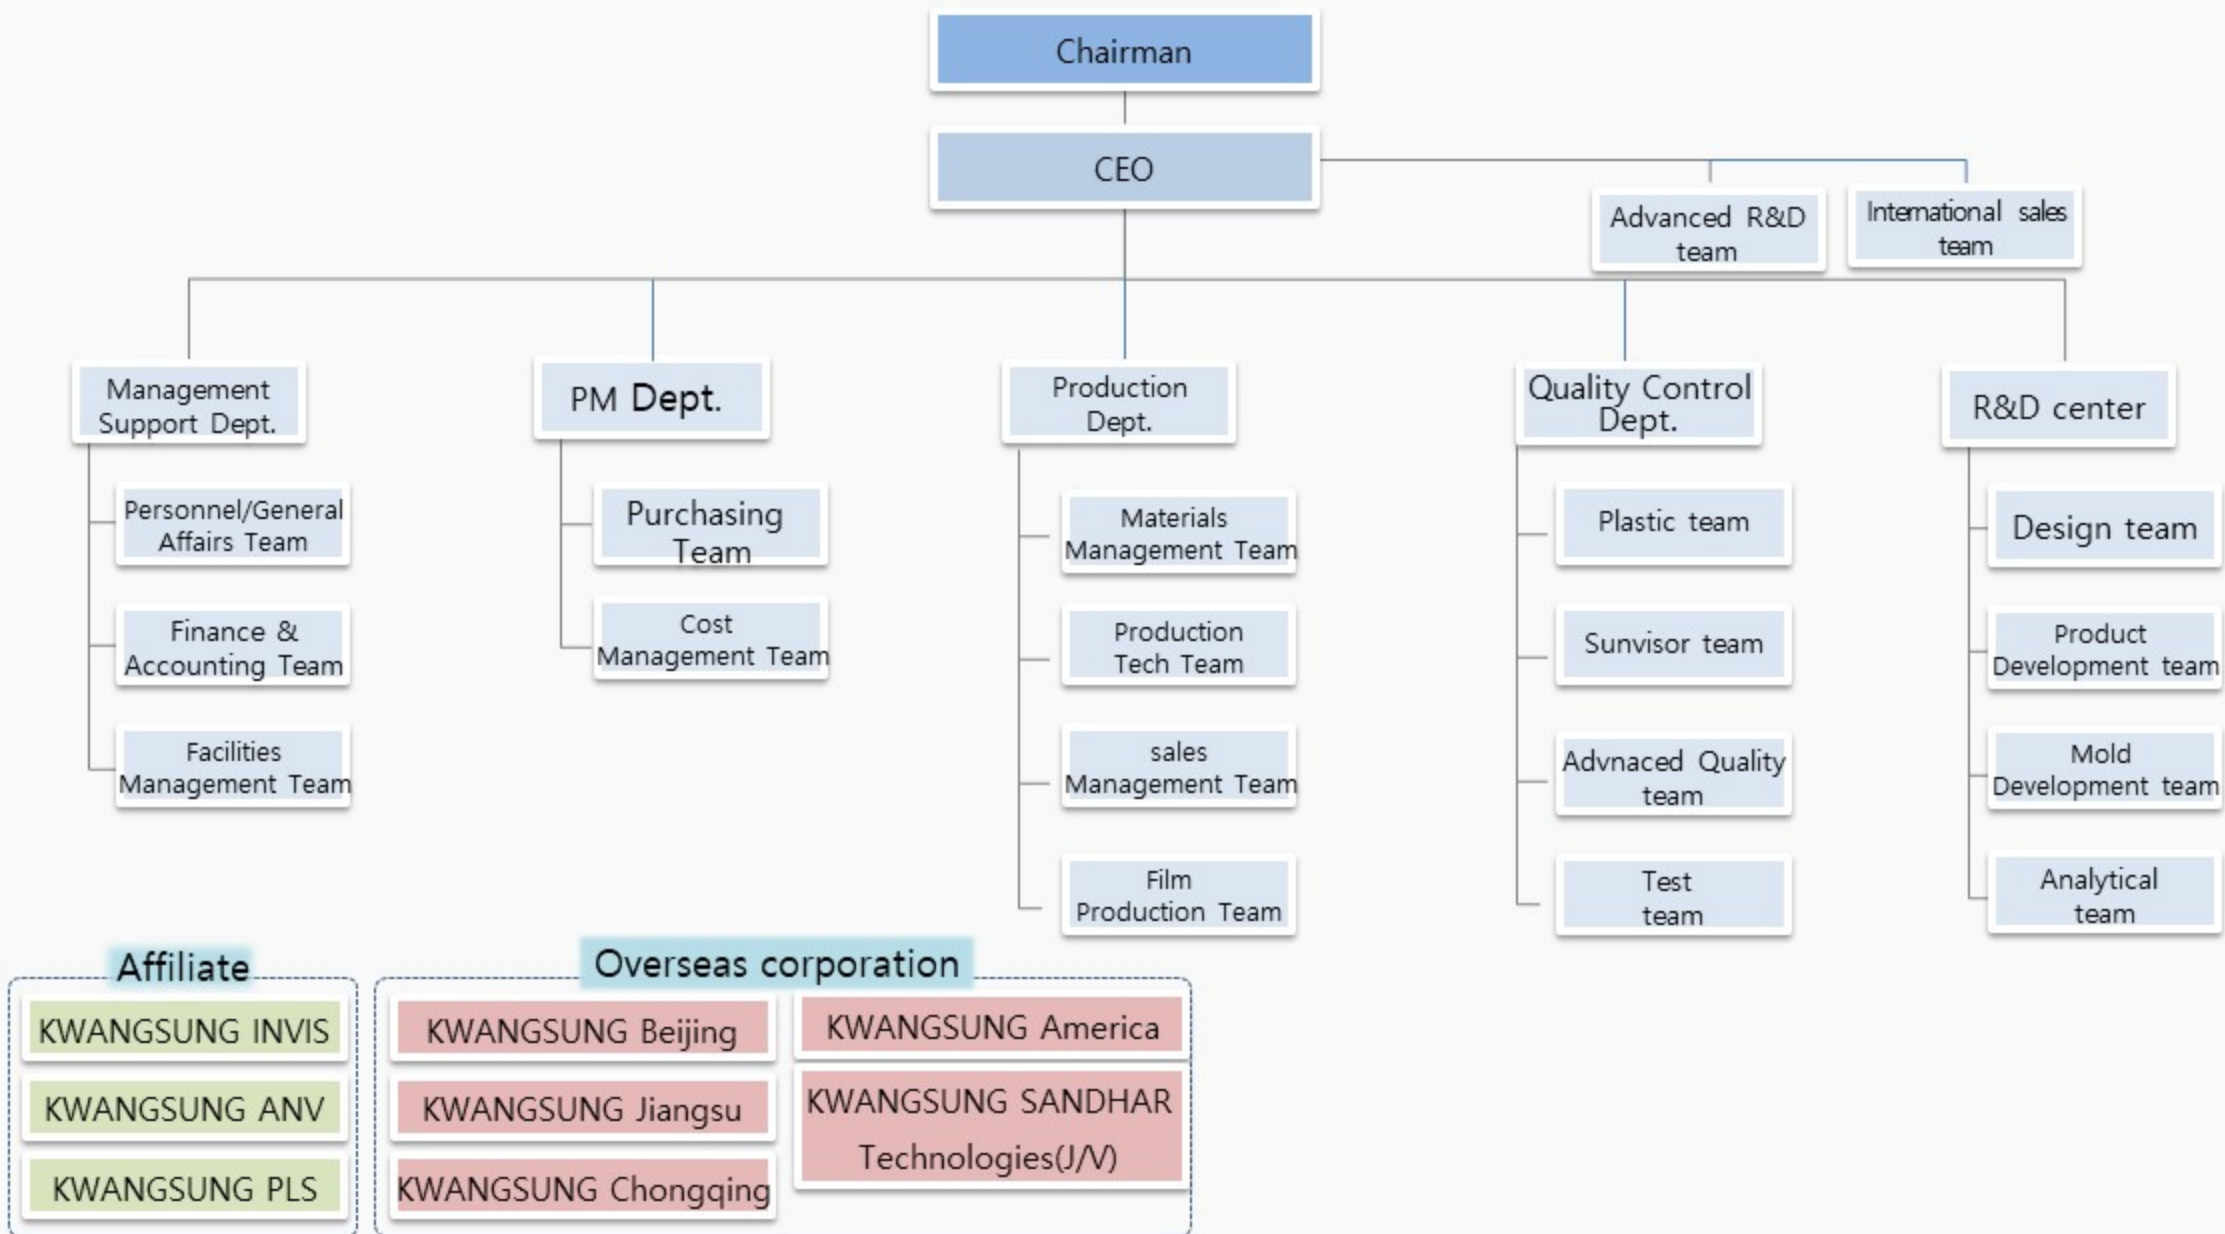 Chairman
CEO
Advanced R&D
team
International sales
team
Management
Support Dept.
Personnel/General
Affairs Team
Finance &
Accounting Team
Facilities
Management Team
PM Dept.
Purchasing
Team
Cost
Management Team
Production
Dept.
Materials
Management Team
Production
Tech Team
sales
Management Team
Film
Production Team
Quality Control
Dept.
Plastic team
Sunvisor team
Advnaced Quality
team
Test
team
R&D center
Design team
Product
Development team
Mold
Development team
Analytical
team
Affiliate
KWANGSUNG INVIS
KWANGSUNG ANV
KWANGSUNG PLS
Overseas corporation
KWANGSUNG Beijing
KWANGSUNG Jiangsu
KWANGSUNG Chongqing
KWANGSUNG America
KWANGSUNG SANDHAR
Technologies(J/V)